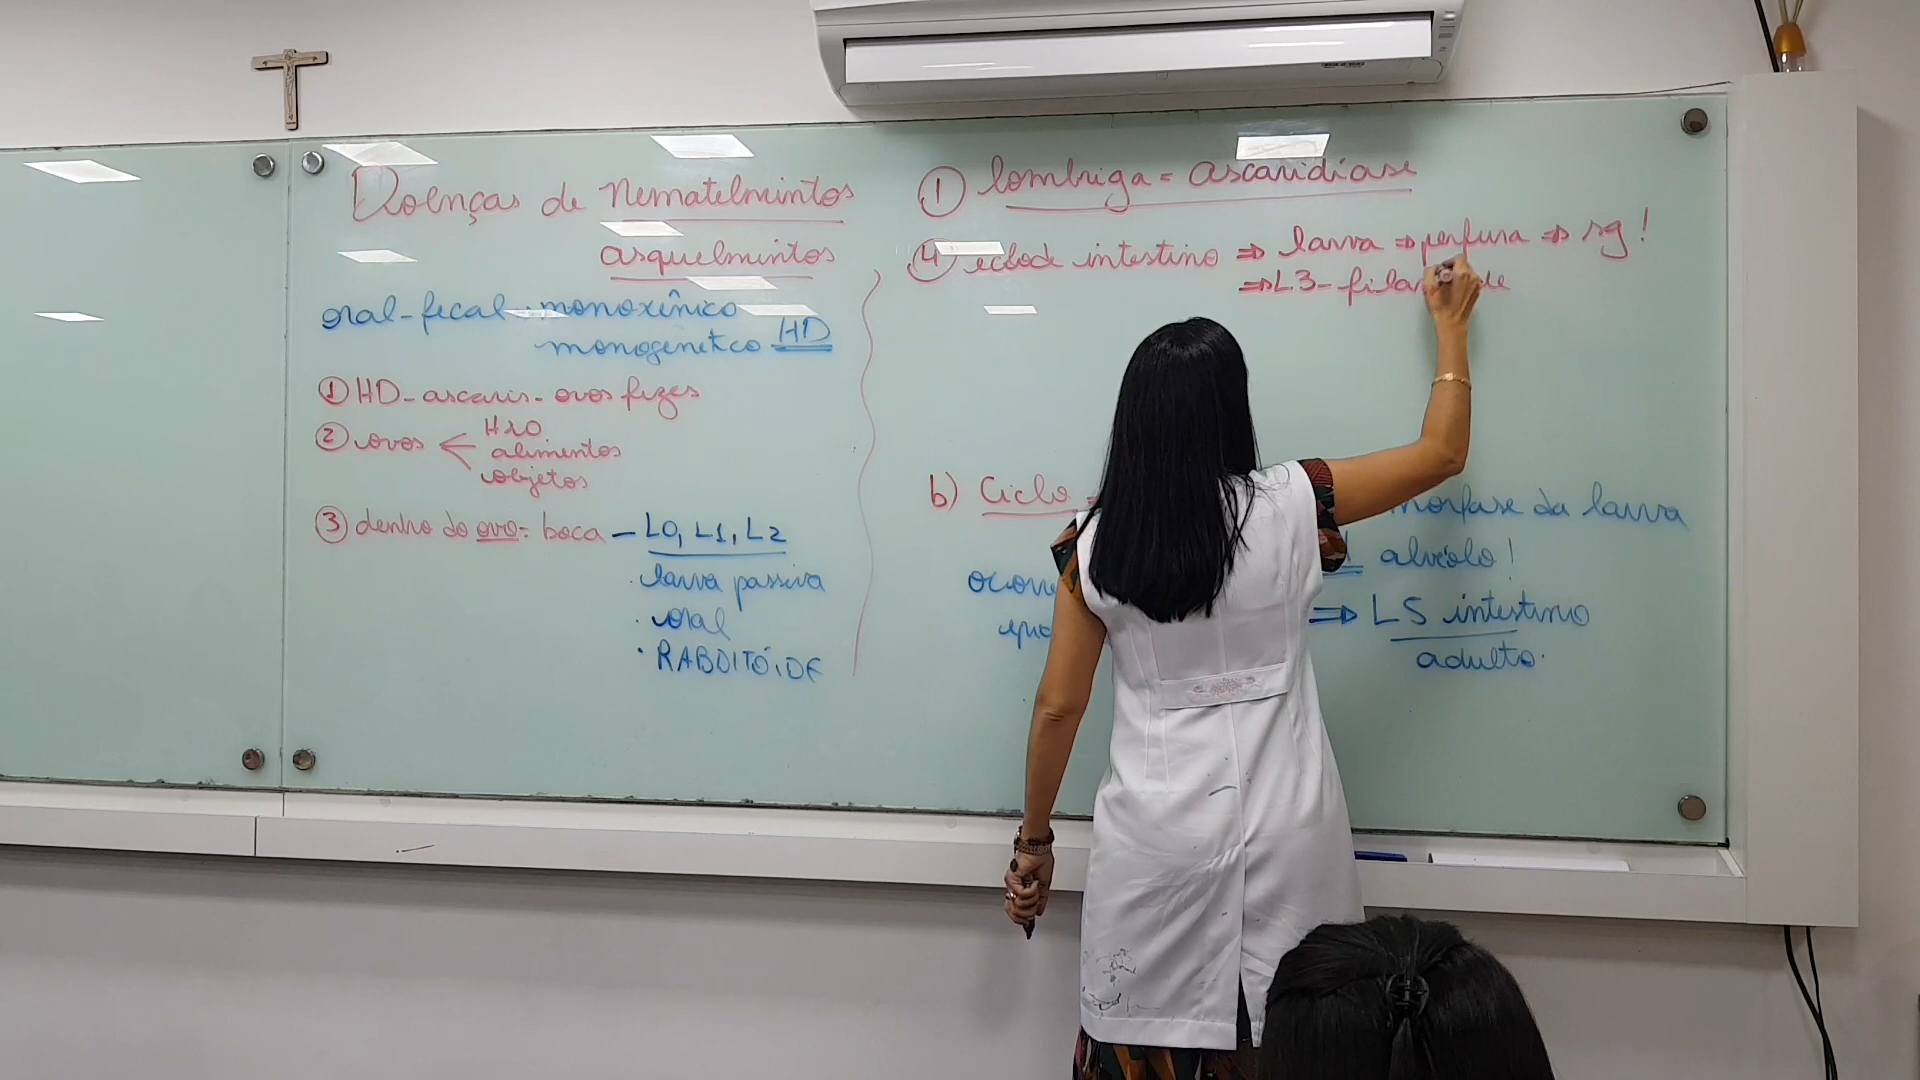 Doenças de Nematelmintos
asquelmintos
oral-fecal: monoxênico
monogenético HD
① HD - ascaris - ovos fezes
② ovos < H2O
alimentos
objetos
③ dentro do ovo = boca - L0, L1, L2
. larva passiva
. oral
. RABDITÓIDE
① lombriga = ascaridíase
④ eclode intestino ⇒ larva ⇒ perfura ⇒ sg!
⇒ L3 -
b) Ciclo
da larva
alvéolo!
⇒ L5 intestino
adulto.